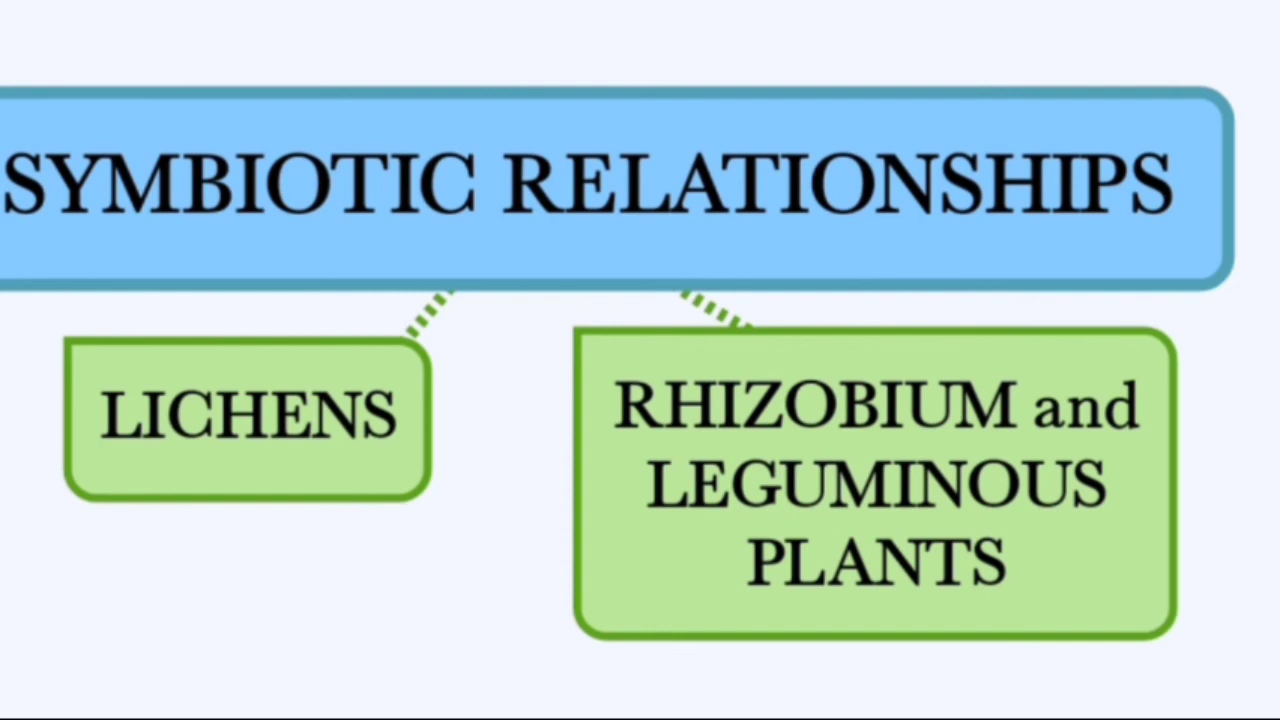 SYMBIOTIC RELATIONSHIPS
LICHENS
RHIZOBIUM and
LEGUMINOUS
PLANTS